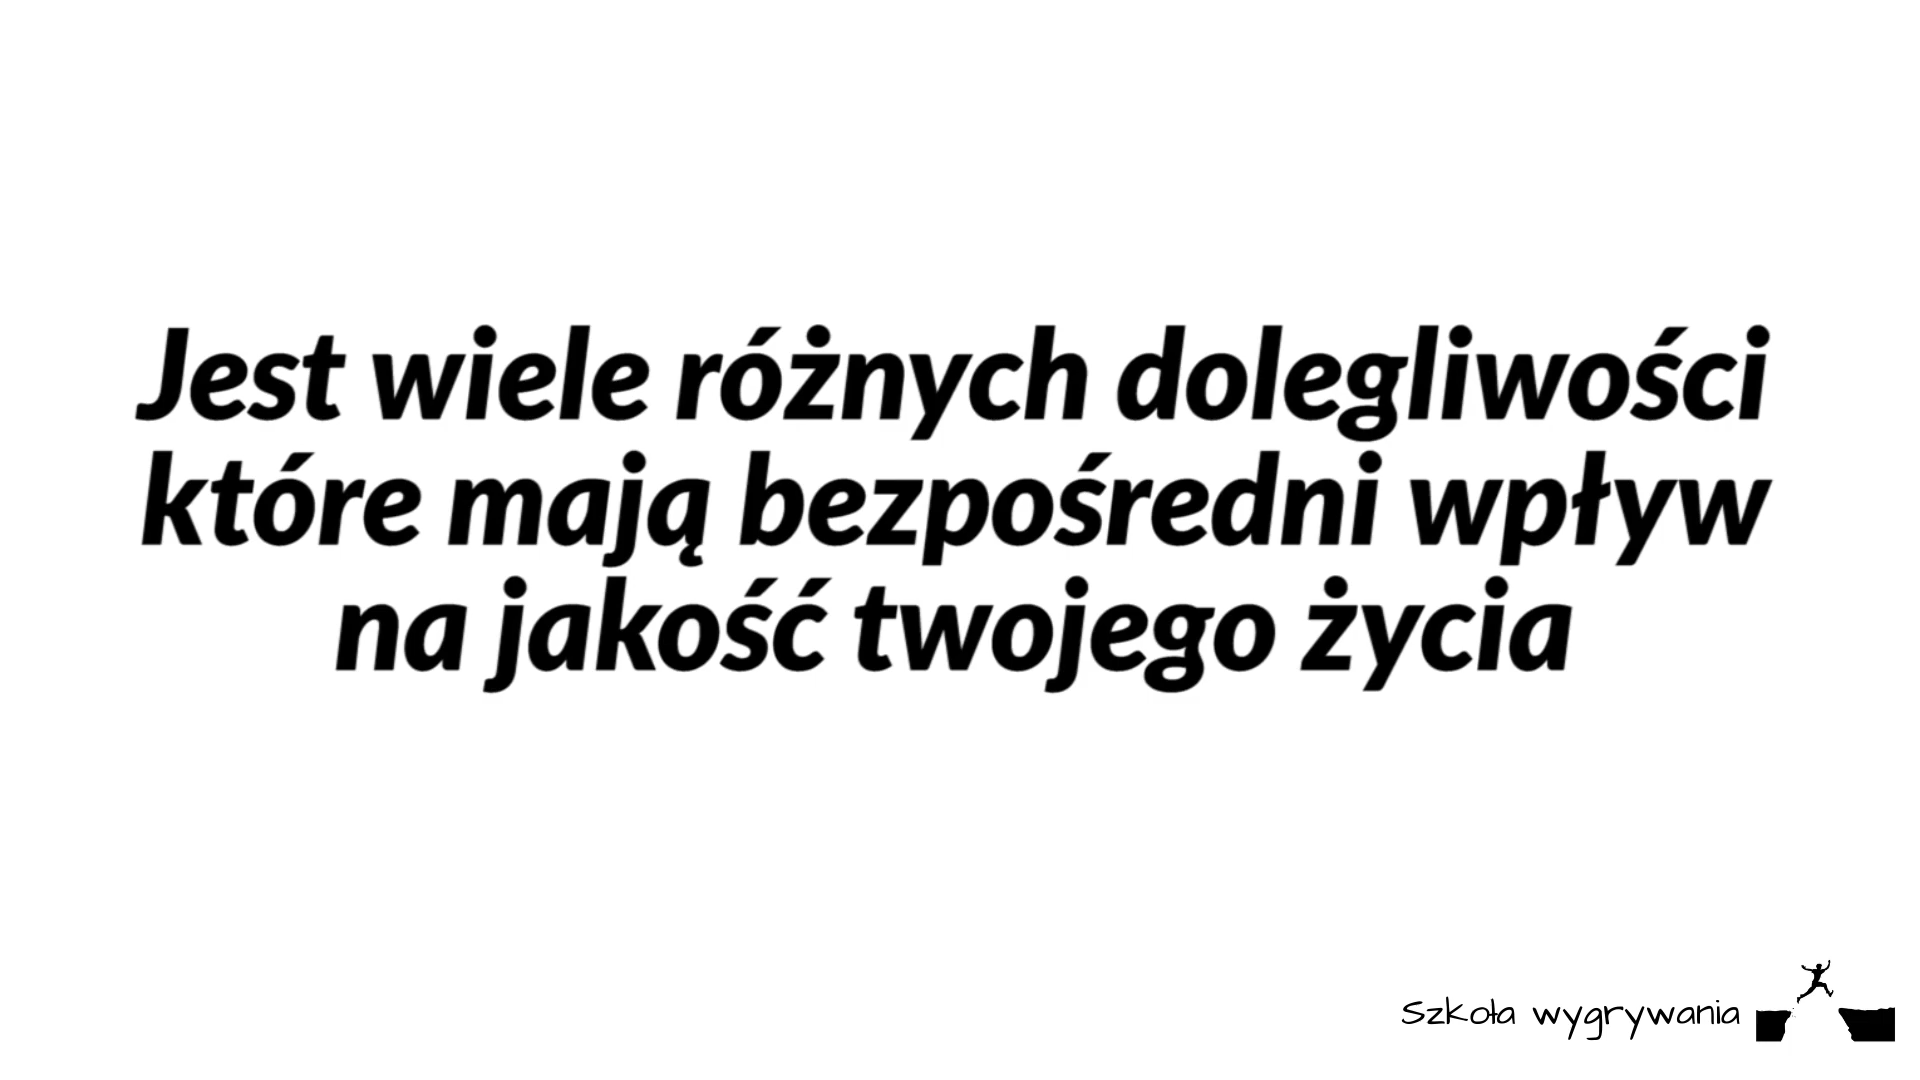 Jest wiele różnych dolegliwości
które mają bezpośredni wpływ
na jakość twojego życia
Szkoła wygrywania